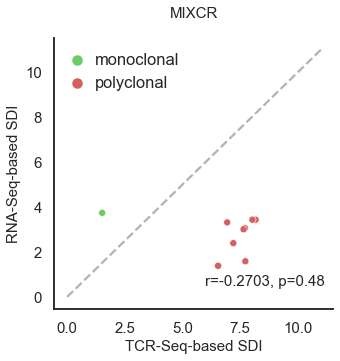 MIXCR
monoclonal
polyclonal
RNA-Seq-based SDI
10
8
6
4
2
0
r=-0.2703, p=0.48
0.0 2.5 5.0 7.5 10.0
TCR-Seq-based SDI